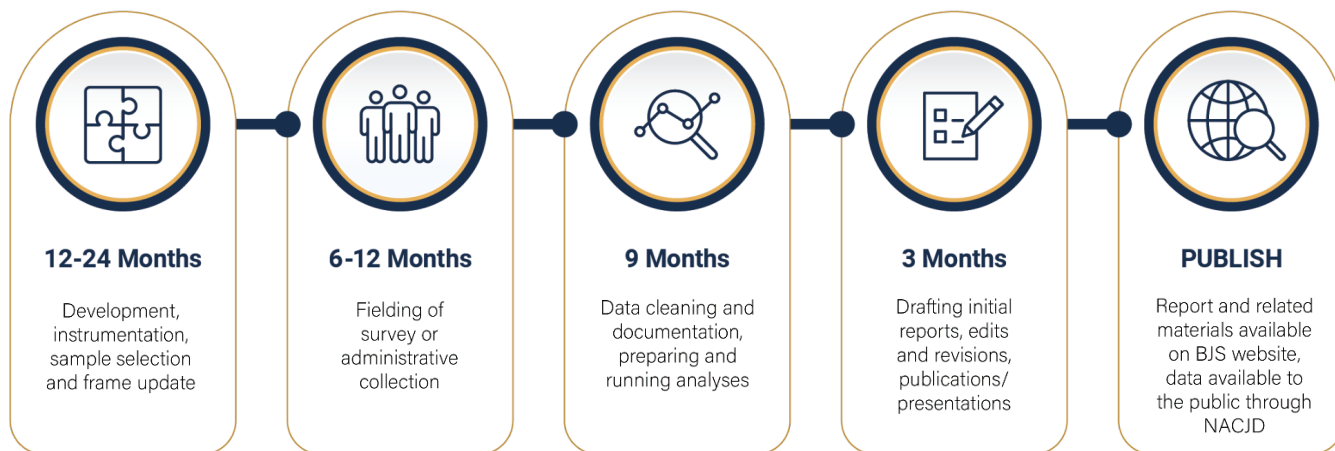 12-24 Months
Development,
instrumentation,
sample selection
and frame update
6-12 Months
Fielding of
survey or
administrative
collection
9 Months
Data cleaning and
documentation,
preparing and
running analyses
3 Months
Drafting initial
reports, edits
and revisions,
publications/
presentations
PUBLISH
Report and related
materials available
on BJS website,
data available to
the public through
NACJD